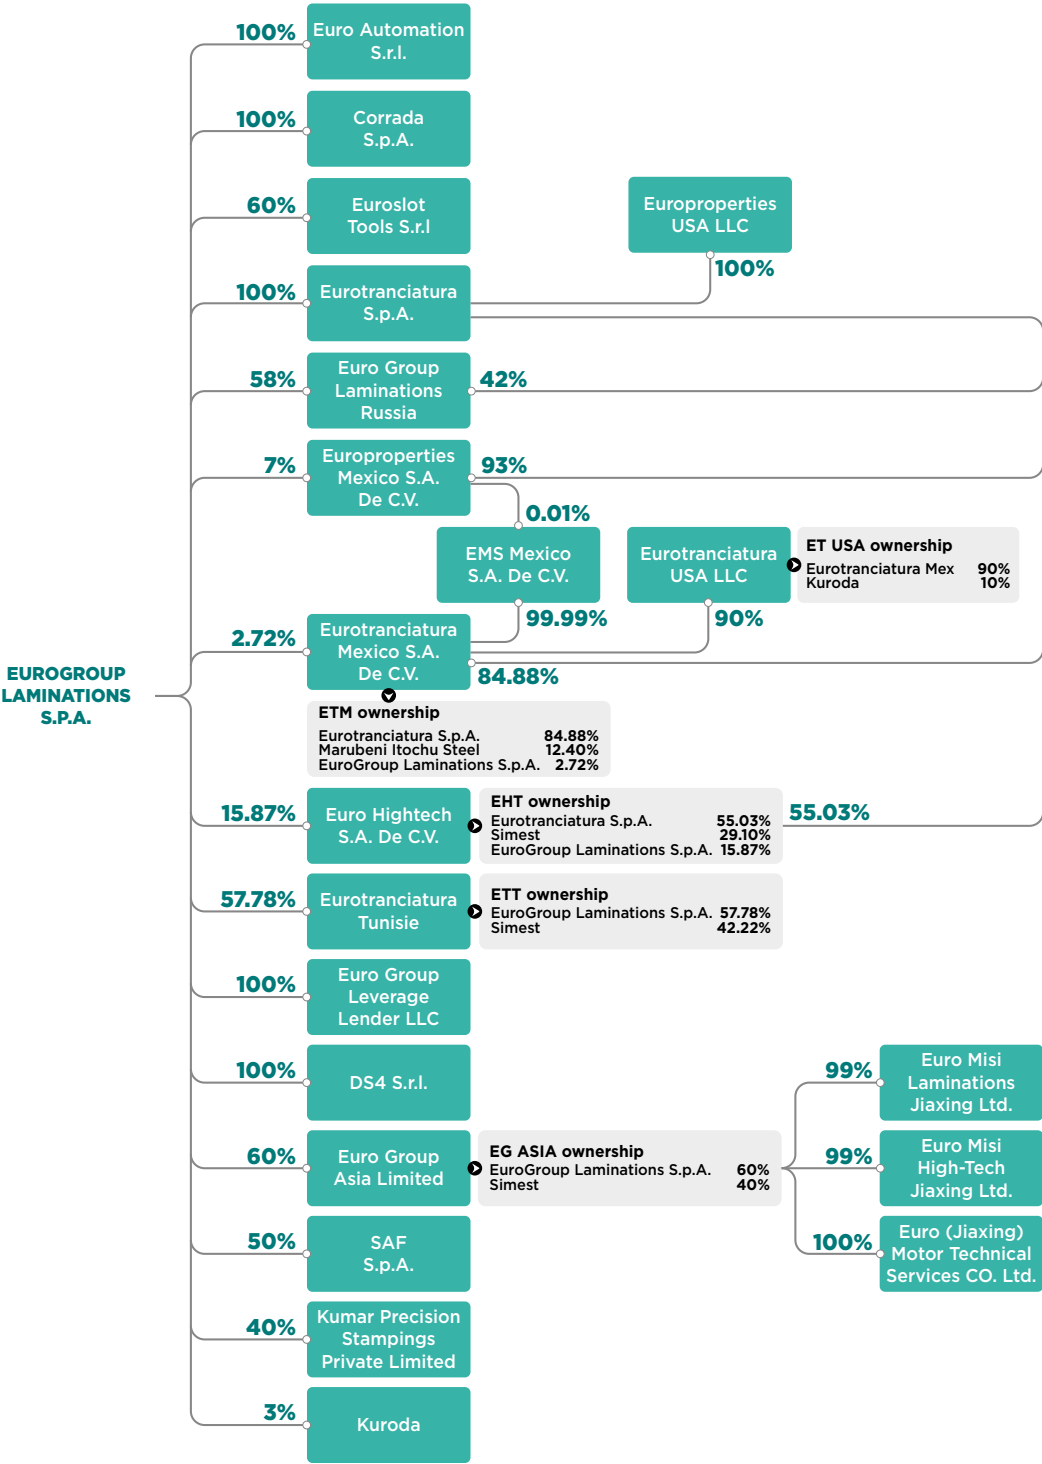 EUROGROUP
LAMINATIONS
S.P.A.
100%
Euro Automation
S.r.l.
100%
Corrada
S.p.A.
60%
Euroslot
Tools S.r.l
Europroperties
USA LLC
100%
100%
Eurotranciatura
S.p.A.
58%
Euro Group
Laminations
Russia
42%
7%
Europroperties
Mexico S.A.
De C.V.
93%
0.01%
EMS Mexico
S.A. De C.V.
99.99%
Eurotranciatura
USA LLC
90%
ET USA ownership
Eurotranciatura Mex 90%
Kuroda 10%
2.72%
Eurotranciatura
Mexico S.A.
De C.V.
84.88%
ETM ownership
Eurotranciatura S.p.A. 84.88%
Marubeni Itochu Steel 12.40%
EuroGroup Laminations S.p.A. 2.72%
15.87%
Euro Hightech
S.A. De C.V.
EHT ownership
Eurotranciatura S.p.A. 55.03%
Simest 29.10%
EuroGroup Laminations S.p.A. 15.87%
55.03%
57.78%
Eurotranciatura
Tunisie
ETT ownership
EuroGroup Laminations S.p.A. 57.78%
Simest 42.22%
100%
Euro Group
Leverage
Lender LLC
100%
DS4 S.r.l.
60%
Euro Group
Asia Limited
EG ASIA ownership
EuroGroup Laminations S.p.A. 60%
Simest 40%
99%
Euro Misi
Laminations
Jiaxing Ltd.
99%
Euro Misi
High-Tech
Jiaxing Ltd.
100%
Euro (Jiaxing)
Motor Technical
Services CO. Ltd.
50%
SAF
S.p.A.
40%
Kumar Precision
Stampings
Private Limited
3%
Kuroda